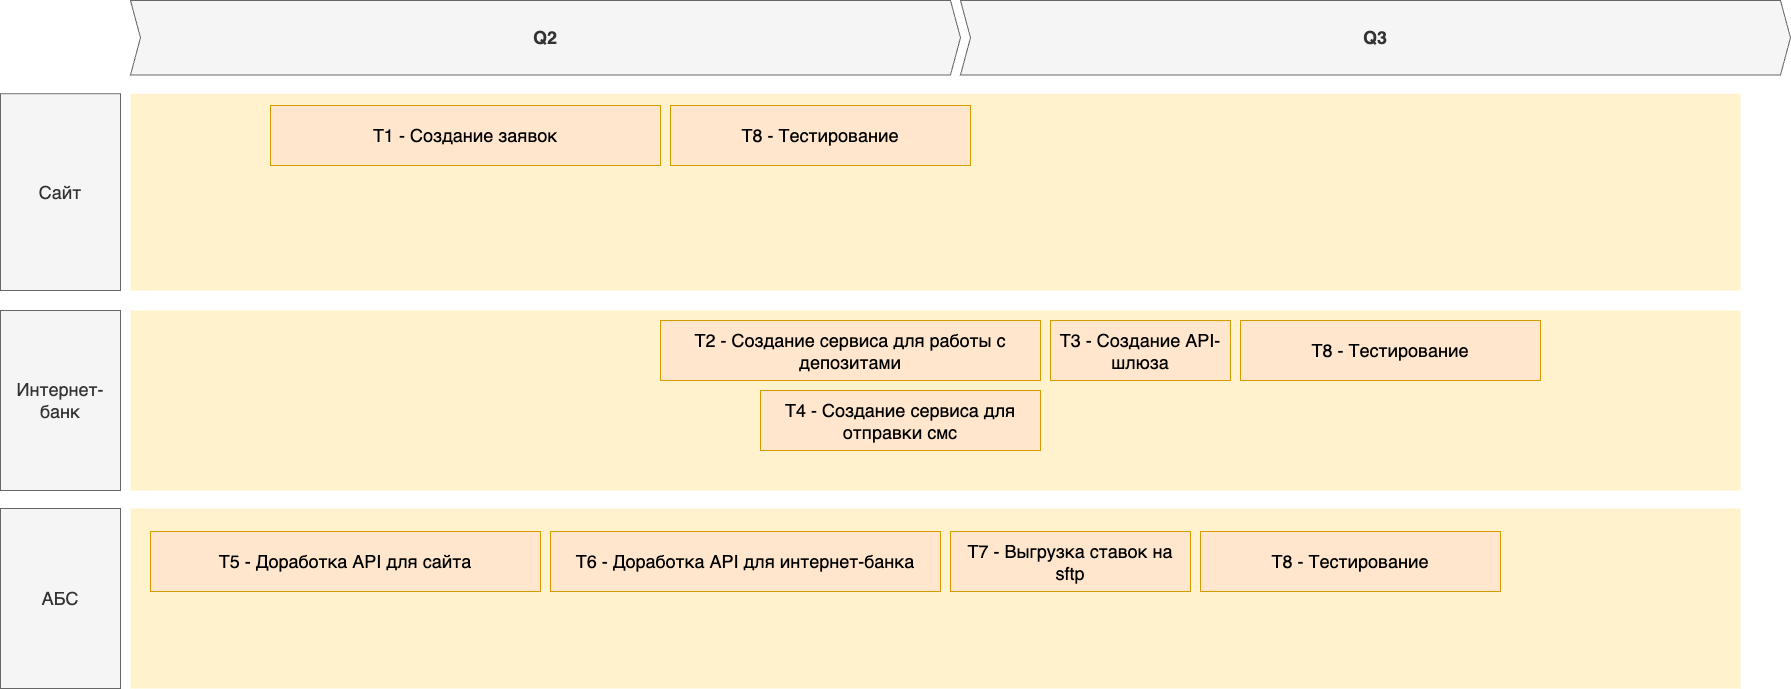 Q2
Q3
Сайт
T1 - Создание заявок
T8 - Тестирование
Интернет-
банк
T2 - Создание сервиса для работы с
депозитами
T3 - Создание API-
шлюза
T8 - Тестирование
T4 - Создание сервиса для
отправки смс
АБС
T5 - Доработка API для сайта
T6 - Доработка API для интернет-банка
T7 - Выгрузка ставок на
sftp
T8 - Тестирование